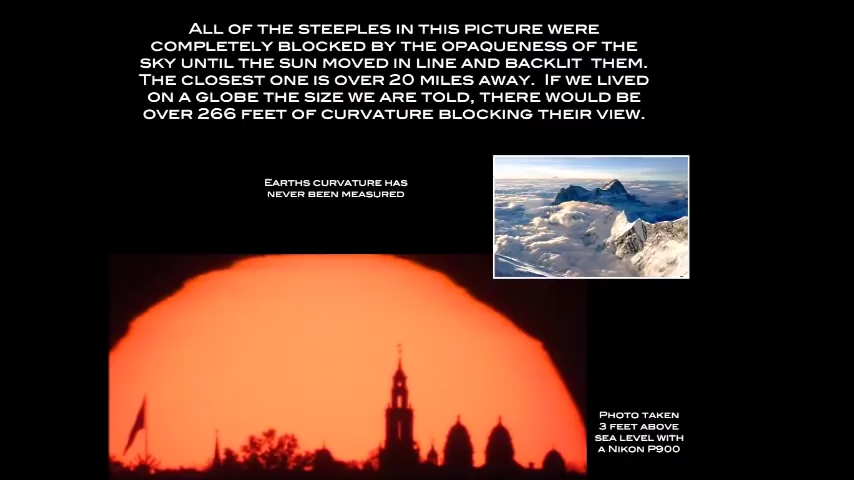 ALL OF THE STEEPLES IN THIS PICTURE WERE
COMPLETELY BLOCKED BY THE OPAQUENESS OF THE
SKY UNTIL THE SUN MOVED IN LINE AND BACKLIT THEM.
THE CLOSEST ONE IS OVER 20 MILES AWAY. IF WE LIVED
ON A GLOBE THE SIZE WE ARE TOLD, THERE WOULD BE
OVER 266 FEET OF CURVATURE BLOCKING THEIR VIEW.
EARTHS CURVATURE HAS
NEVER BEEN MEASURED
PHOTO TAKEN
3 FEET ABOVE
SEA LEVEL WITH
A NIKON P900